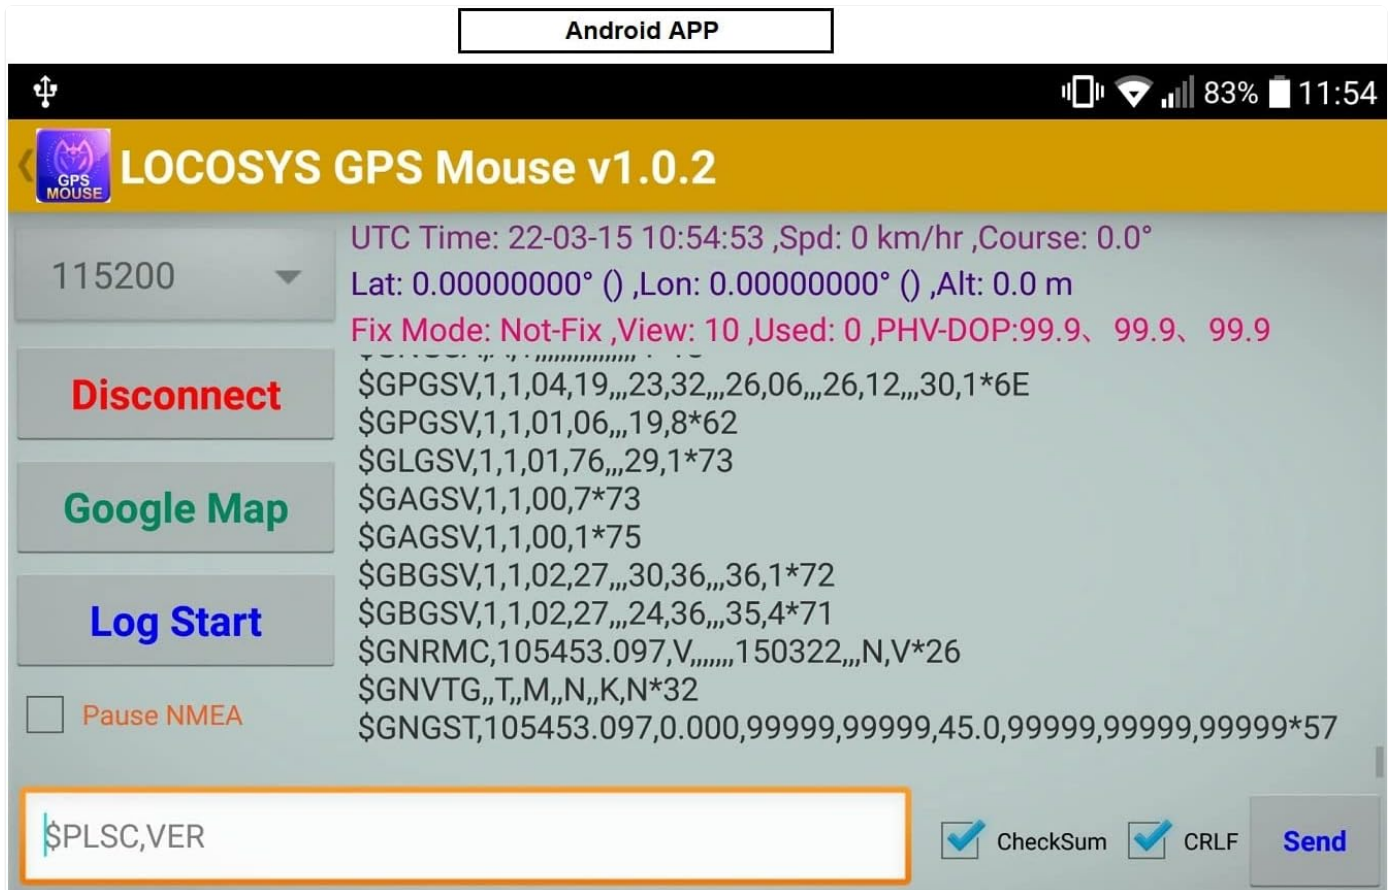 Android APP
83% 11:54
GPS
MOUSE
LOCOSYS GPS Mouse v1.0.2
115200
UTC Time: 22-03-15 10:54:53 ,Spd: 0 km/hr ,Course: 0.0°
Lat: 0.00000000° () ,Lon: 0.00000000° () ,Alt: 0.0 m
Fix Mode: Not-Fix ,View: 10 ,Used: 0 ,PHV-DOP:99.9、 99.9、 99.9
Disconnect
Google Map
Log Start
Pause NMEA
$GPGSV,1,1,04,19,,,23,32,,,26,06,,,26,12,,,30,1*6E
$GPGSV,1,1,01,06,,,19,8*62
$GLGSV,1,1,01,76,,,29,1*73
$GAGSV,1,1,00,7*73
$GAGSV,1,1,00,1*75
$GBGSV,1,1,02,27,,,30,36,,,36,1*72
$GBGSV,1,1,02,27,,,24,36,,,35,4*71
$GNRMC,105453.097,V,,,,,,,150322,,,N,V*26
$GNVTG,,T,,M,,N,,K,N*32
$GNGST,105453.097,0.000,99999,99999,45.0,99999,99999,99999*57
$PLSC,VER
CheckSum
CRLF
Send